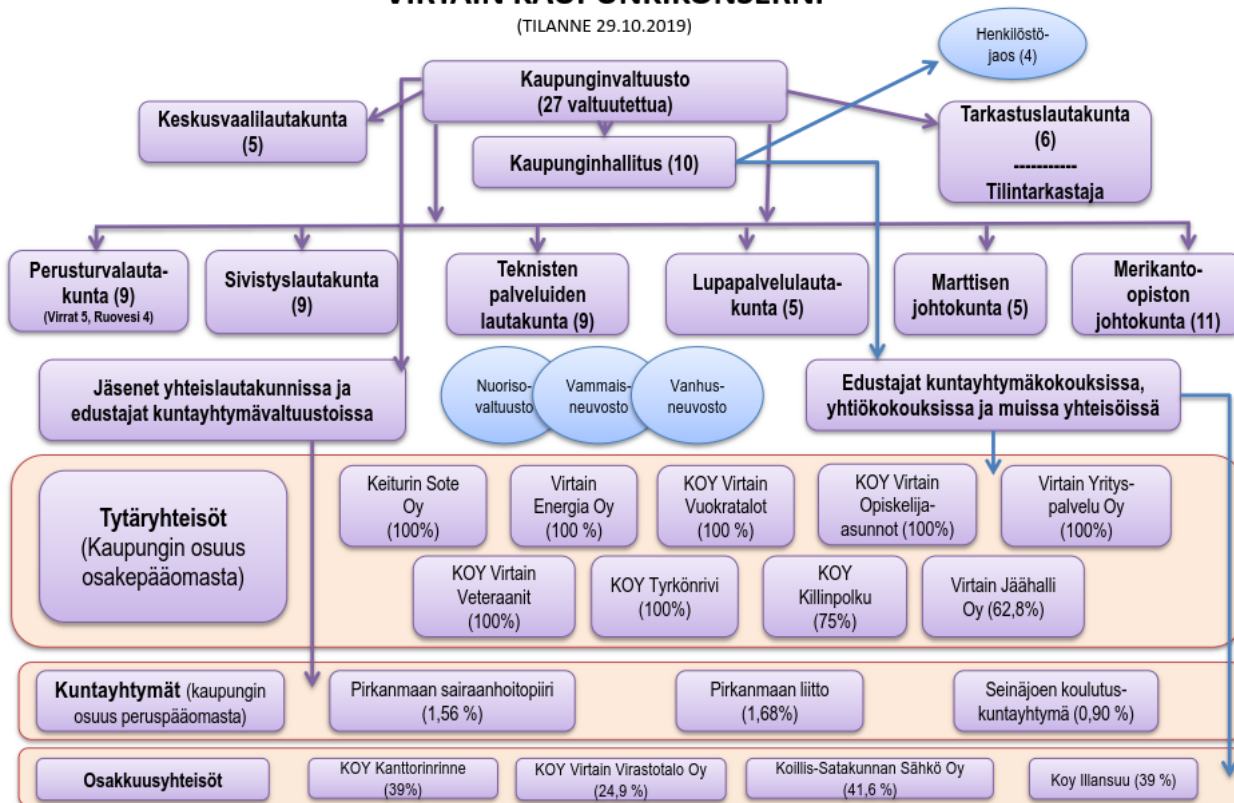 VIRTAIN KAUPUNKIKONSERNI
(TILANNE 29.10.2019)
Henkilöstö-
jaos (4)
Kaupunginvaltuusto
(27 valtuutettua)
Keskusvaalilautakunta
(5)
Tarkastuslautakunta
(6)
-----------
Tilintarkastaja
Kaupunginhallitus (10)
Perusturvalauta-
kunta (9)
(Virrat 5, Ruovesi 4)
Sivistyslautakunta
(9)
Teknisten
palveluiden
lautakunta (9)
Lupapalvelulauta-
kunta (5)
Marttisen
johtokunta (5)
Merikanto-
opiston
johtokunta (11)
Jäsenet yhteislautakunnissa ja
edustajat kuntayhtymävaltuustoissa
Nuoriso-
valtuusto
Vammais-
neuvosto
Vanhus-
neuvosto
Edustajat kuntayhtymäkokouksissa,
yhtiökokouksissa ja muissa yhteisöissä
Tytäryhteisöt
(Kaupungin osuus
osakepääomasta)
Keiturin Sote
Oy
(100%)
Virtain
Energia Oy
(100 %)
KOY Virtain
Vuokratalot
(100 %)
KOY Virtain
Opiskelija-
asunnot (100%)
Virtain Yritys-
palvelu Oy
(100%)
KOY Virtain
Veteraanit
(100%)
KOY Tyrkönrivi
(100%)
KOY
Killinpolku
(75%)
Virtain Jäähalli
Oy (62,8%)
Kuntayhtymät (kaupungin
osuus peruspääomasta)
Pirkanmaan sairaanhoitopiiri
(1,56 %)
Pirkanmaan liitto
(1,68%)
Seinäjoen koulutus-
kuntayhtymä (0,90 %)
Osakkuusyhteisöt
KOY Kanttorinrinne
(39%)
KOY Virtain Virastotalo Oy
(24,9 %)
Koillis-Satakunnan Sähkö Oy
(41,6 %)
Koy Illansuu (39 %)